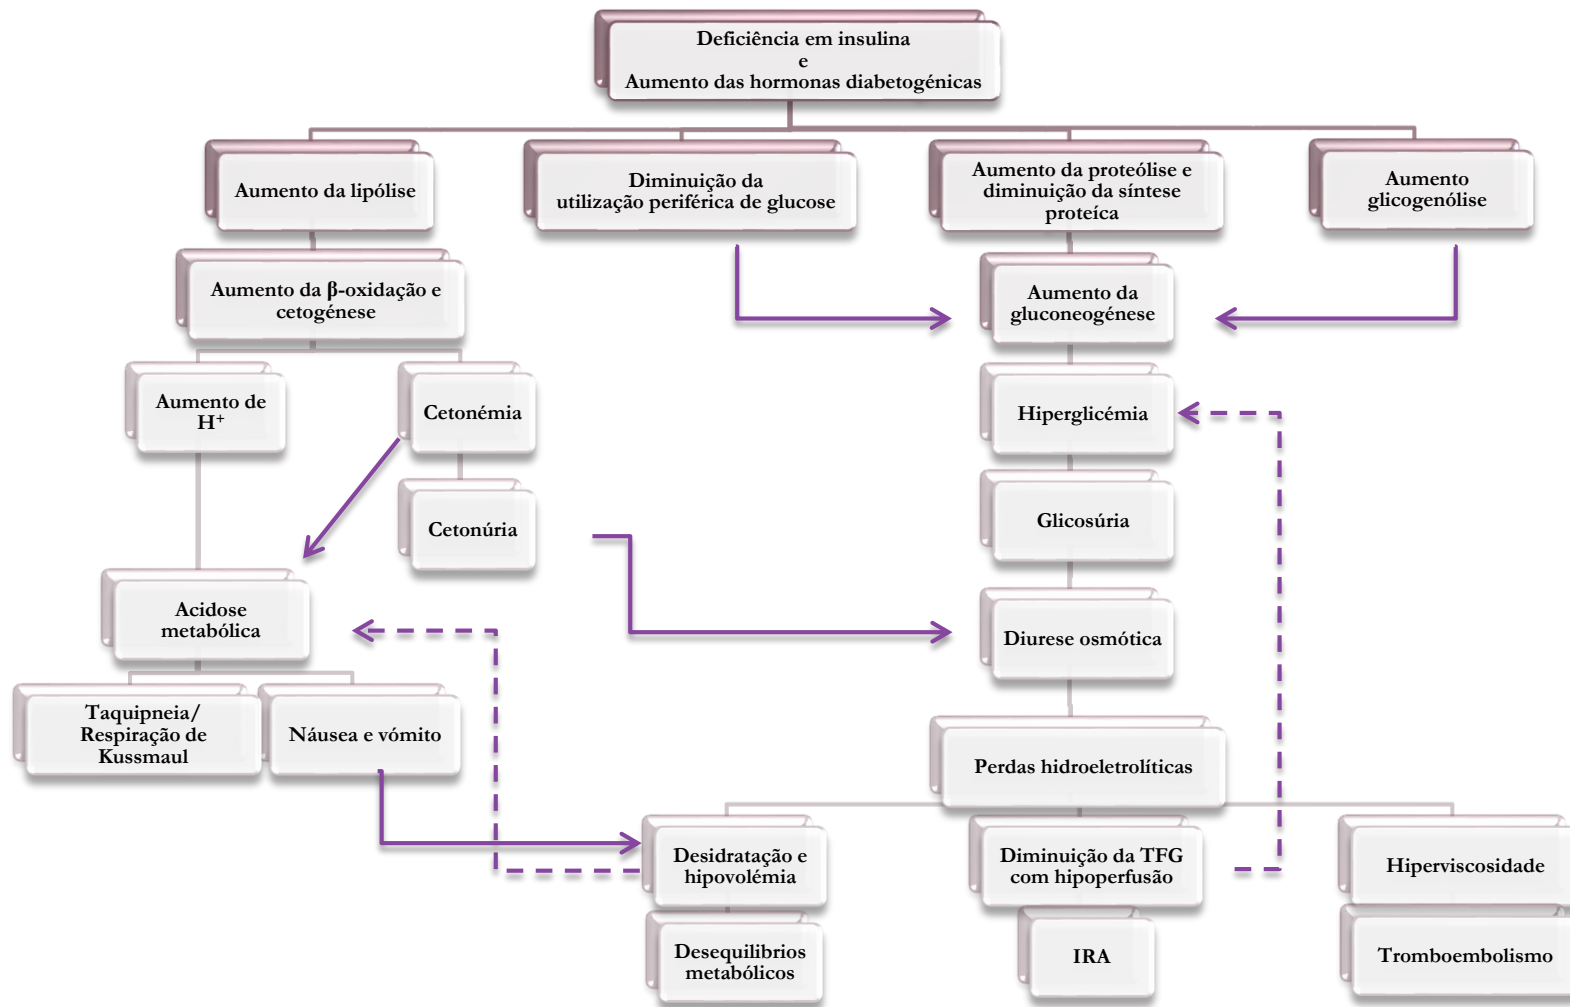 Deficiência em insulina
e
Aumento das hormonas diabetogénicas
Aumento da lipólise
Diminuição da
utilização periférica de glucose
Aumento da proteólise e
diminuição da síntese
proteíca
Aumento
glicogenólise
Aumento da β-oxidação e
cetogénese
Aumento da
gluconeogénese
Aumento de
H⁺
Cetonémia
Hiperglicémia
Cetonúria
Glicosúria
Acidose
metabólica
Diurese osmótica
Taquipneia/
Respiração de
Kussmaul
Náusea e vómito
Perdas hidroeletrolíticas
Desidratação e
hipovolémia
Diminuição da TFG
com hipoperfusão
Hiperviscosidade
Desequilibrios
metabólicos
IRA
Tromboembolismo